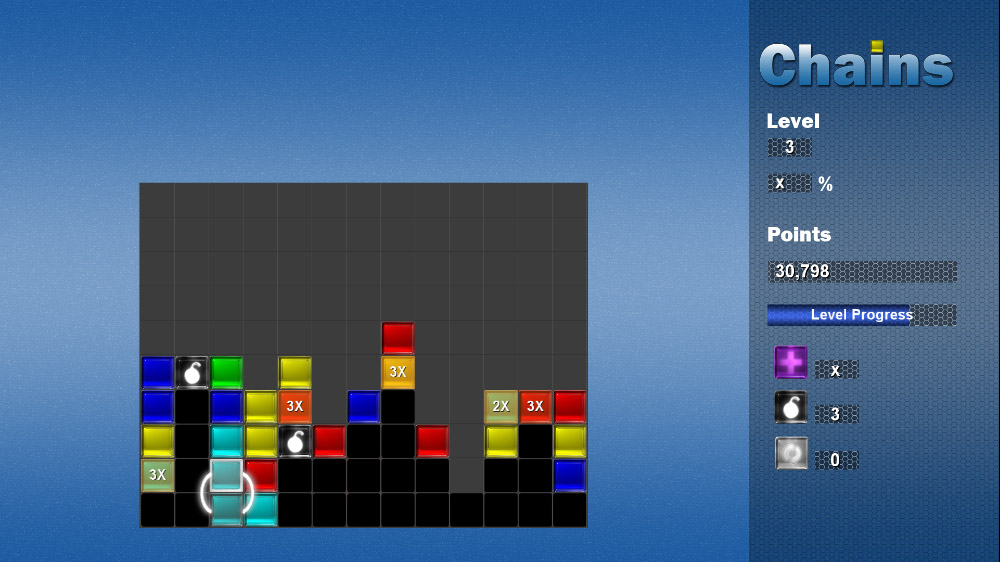 Chains
Level
3
x %
Points
30,798
Level Progress
x
3
0
3X
3X
2X 3X
3X